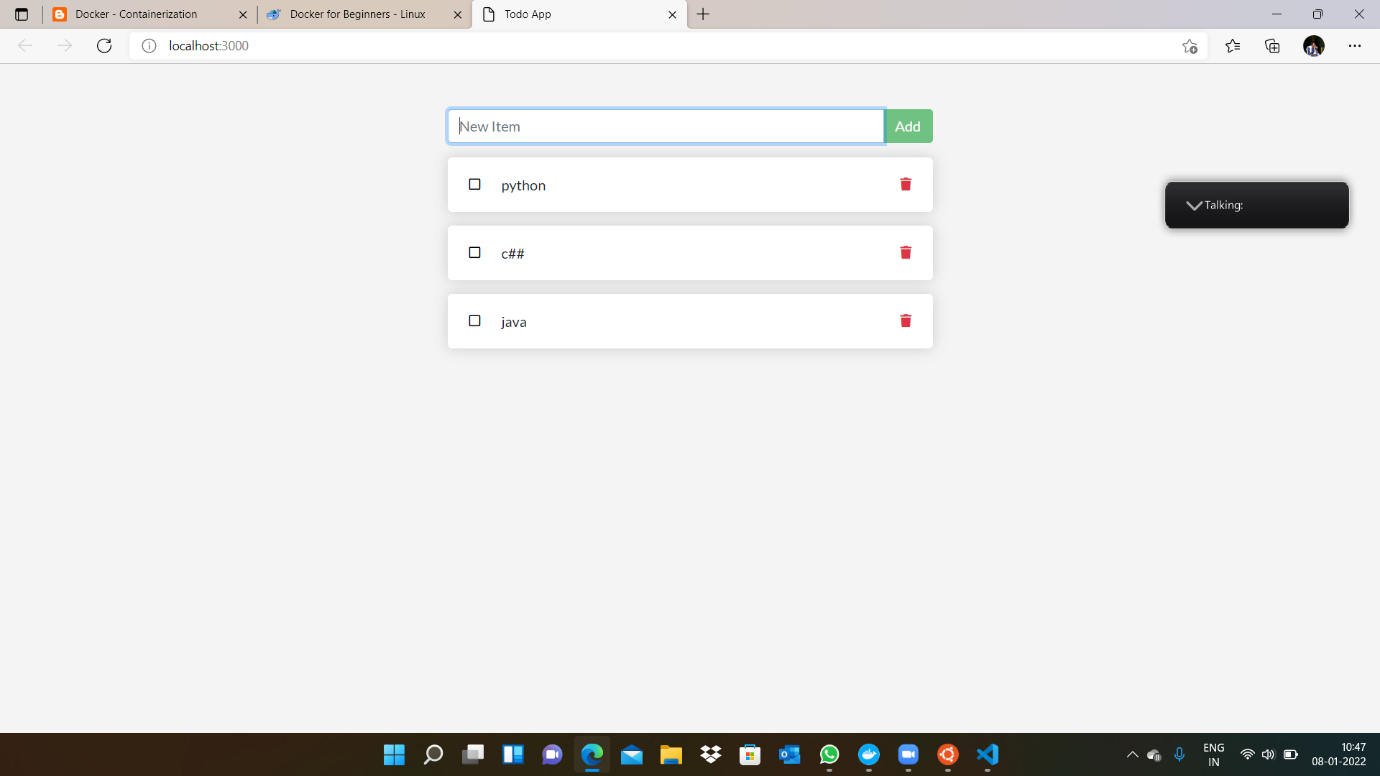 Docker - Containerization
Docker for Beginners - Linux
Todo App
localhost:3000
New Item
Add
python
c##
java
Talking:
ENG
IN
10:47
08-01-2022